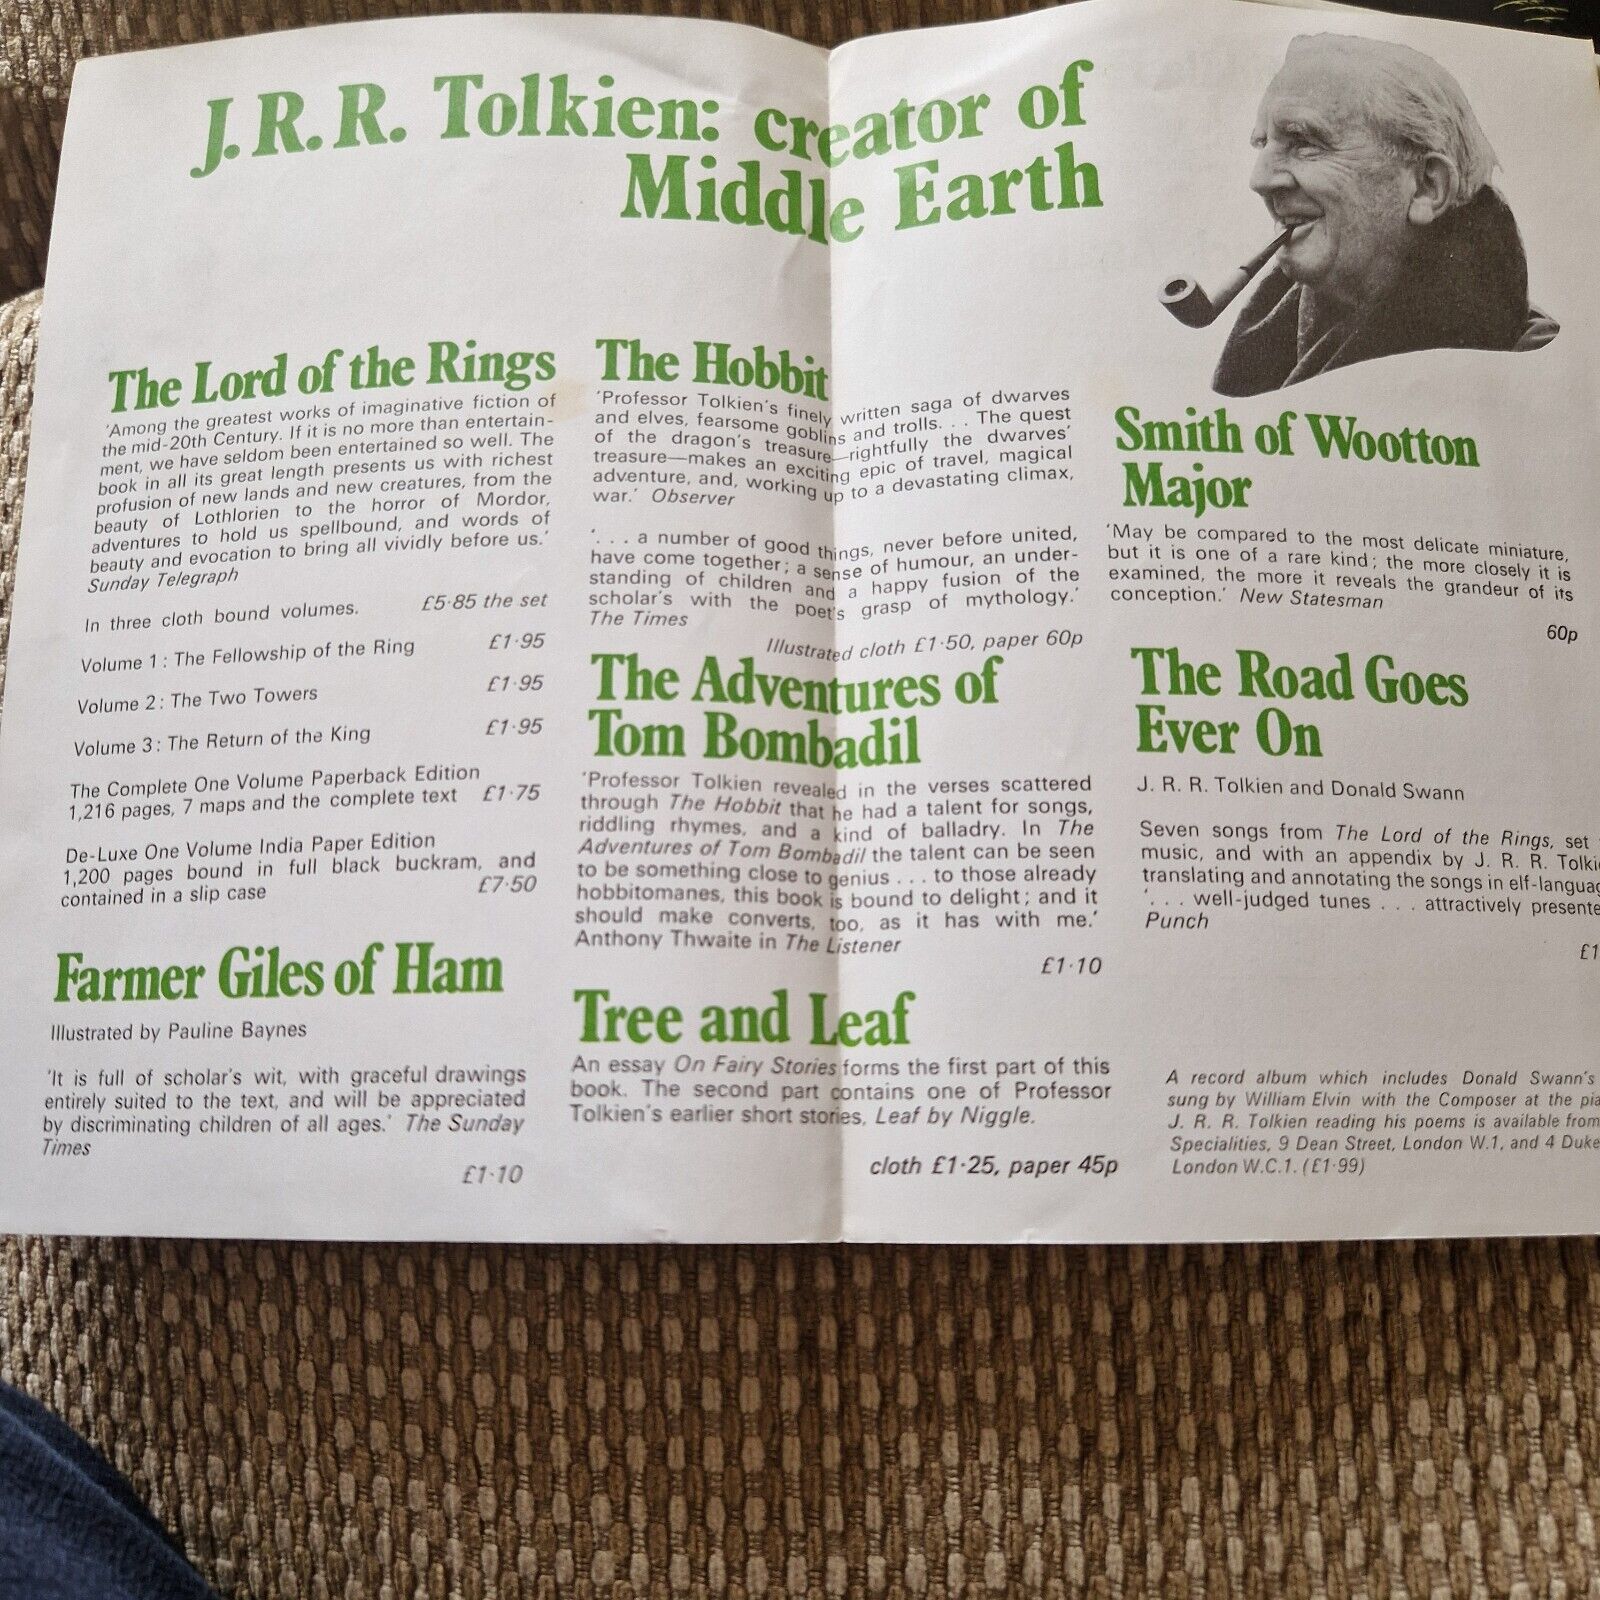 J. R. R. Tolkien: creator of
Middle Earth
The Lord of the Rings
'Among the greatest works of imaginative fiction of
the mid-20th Century. If it is no more than entertain-
ment, we have seldom been entertained so well. The
book in all its great length presents us with richest
profusion of new lands and new creatures, from the
beauty of Lothlorien to the horror of Mordor,
adventures to hold us spellbound, and words of
beauty and evocation to bring all vividly before us.'
Sunday Telegraph
In three cloth bound volumes. £5·85 the set
Volume 1 : The Fellowship of the Ring £1·95
Volume 2 : The Two Towers £1·95
Volume 3 : The Return of the King £1·95
The Complete One Volume Paperback Edition
1,216 pages, 7 maps and the complete text £1·75
De-Luxe One Volume India Paper Edition
1,200 pages bound in full black buckram, and
contained in a slip case £7·50
Farmer Giles of Ham
Illustrated by Pauline Baynes
'It is full of scholar's wit, with graceful drawings
entirely suited to the text, and will be appreciated
by discriminating children of all ages.' The Sunday
Times
£1·10
The Hobbit
'Professor Tolkien's finely written saga of dwarves
and elves, fearsome goblins and trolls. . . The quest
of the dragon's treasure—rightfully the dwarves'
treasure—makes an exciting epic of travel, magical
adventure, and, working up to a devastating climax,
war.' Observer
'. . . a number of good things, never before united,
have come together; a sense of humour, an under-
standing of children and a happy fusion of the
scholar's with the poet's grasp of mythology.'
The Times
Illustrated cloth £1·50, paper 60p
The Adventures of
Tom Bombadil
'Professor Tolkien revealed in the verses scattered
through The Hobbit that he had a talent for songs,
riddling rhymes, and a kind of balladry. In The
Adventures of Tom Bombadil the talent can be seen
to be something close to genius . . . to those already
hobbitomanes, this book is bound to delight; and it
should make converts, too, as it has with me.'
Anthony Thwaite in The Listener
£1·10
Tree and Leaf
An essay On Fairy Stories forms the first part of this
book. The second part contains one of Professor
Tolkien's earlier short stories, Leaf by Niggle.
cloth £1·25, paper 45p
Smith of Wootton
Major
'May be compared to the most delicate miniature,
but it is one of a rare kind; the more closely it is
examined, the more it reveals the grandeur of its
conception.' New Statesman
60p
The Road Goes
Ever On
J. R. R. Tolkien and Donald Swann
Seven songs from The Lord of the Rings, set
music, and with an appendix by J. R. R. Tolki
translating and annotating the songs in elf-languag
'. . . well-judged tunes . . . attractively presente
Punch
£1
A record album which includes Donald Swann's
sung by William Elvin with the Composer at the pia
J. R. R. Tolkien reading his poems is available from
Specialities, 9 Dean Street, London W.1, and 4 Duke
London W.C.1. (£1·99)